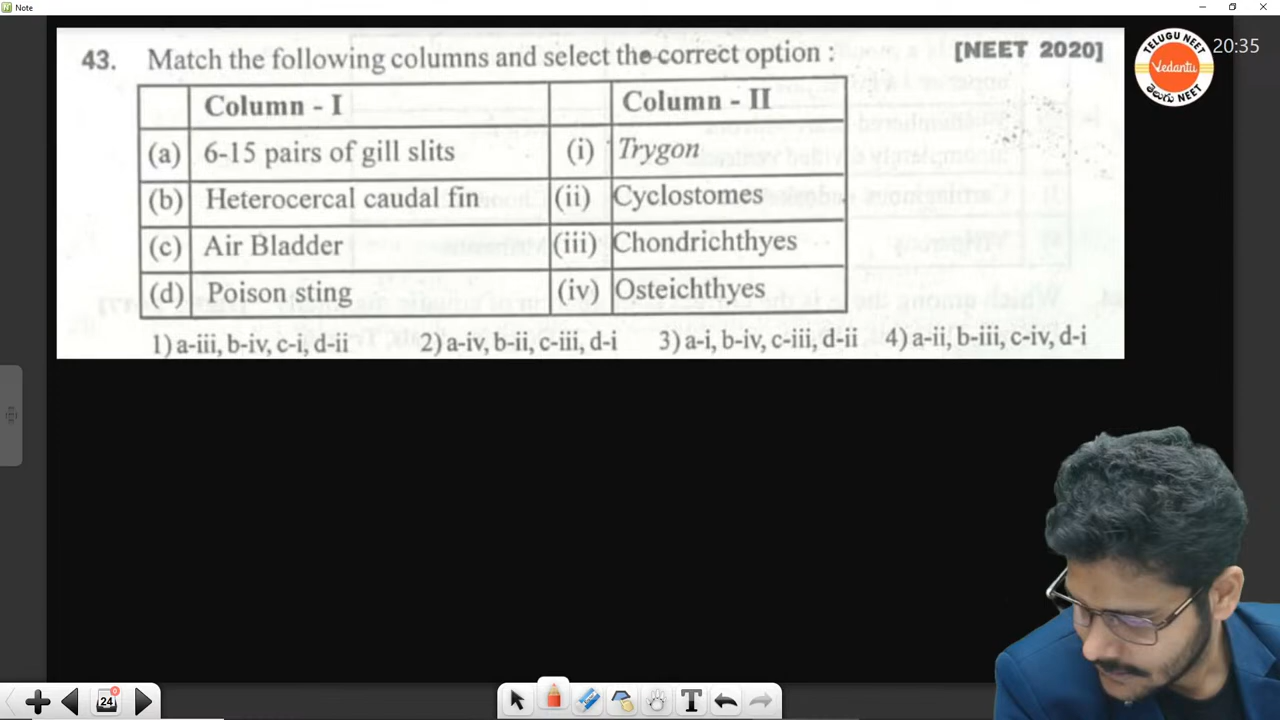 Note
43. Match the following columns and select the correct option : [NEET 2020]
Column - I Column - II
(a) 6-15 pairs of gill slits (i) Trygon
(b) Heterocercal caudal fin (ii) Cyclostomes
(c) Air Bladder (iii) Chondrichthyes
(d) Poison sting (iv) Osteichthyes
1) a-iii, b-iv, c-i, d-ii 2) a-iv, b-ii, c-iii, d-i 3) a-i, b-iv, c-iii, d-ii 4) a-ii, b-iii, c-iv, d-i
TELUGU NEET
Vedantu
తెలుగు NEET
20:35
24
0
T